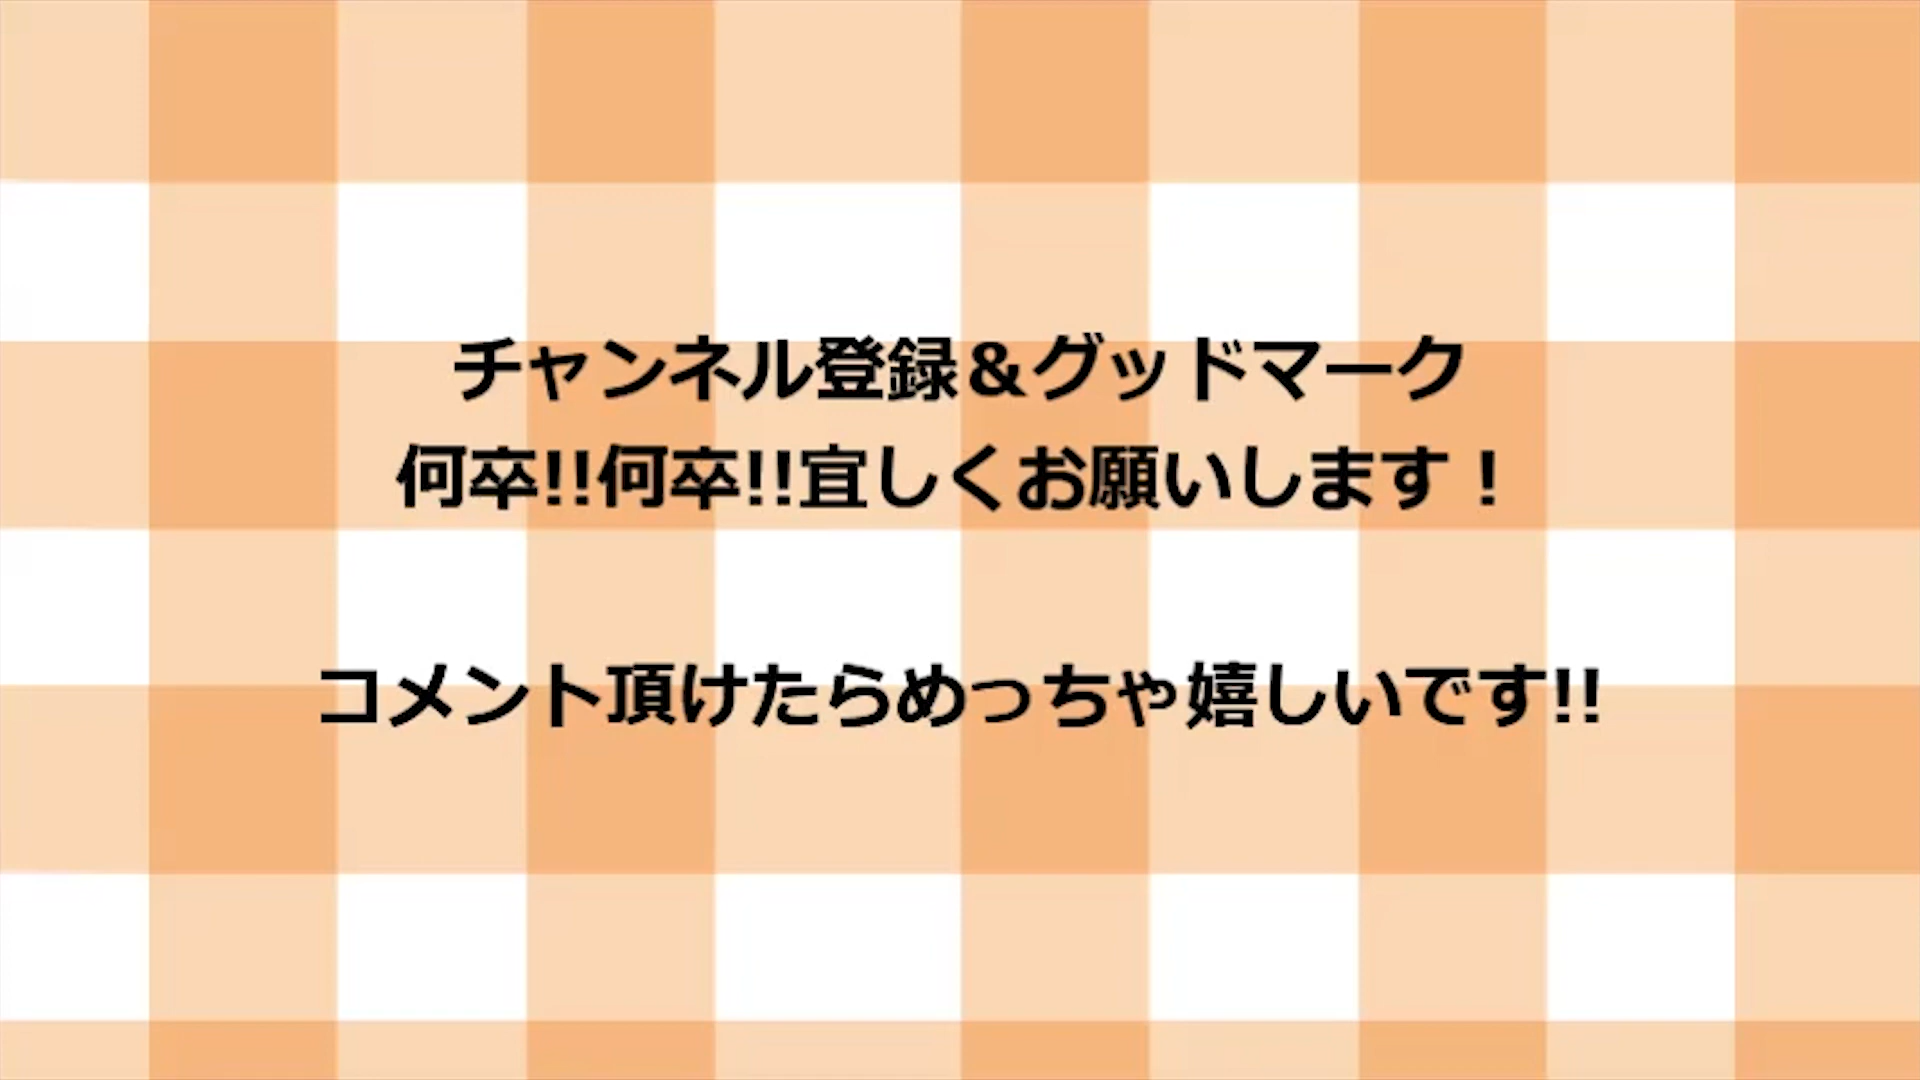 チャンネル登録＆グッドマーク
何卒!!何卒!!宜しくお願いします！
コメント頂けたらめっちゃ嬉しいです!!